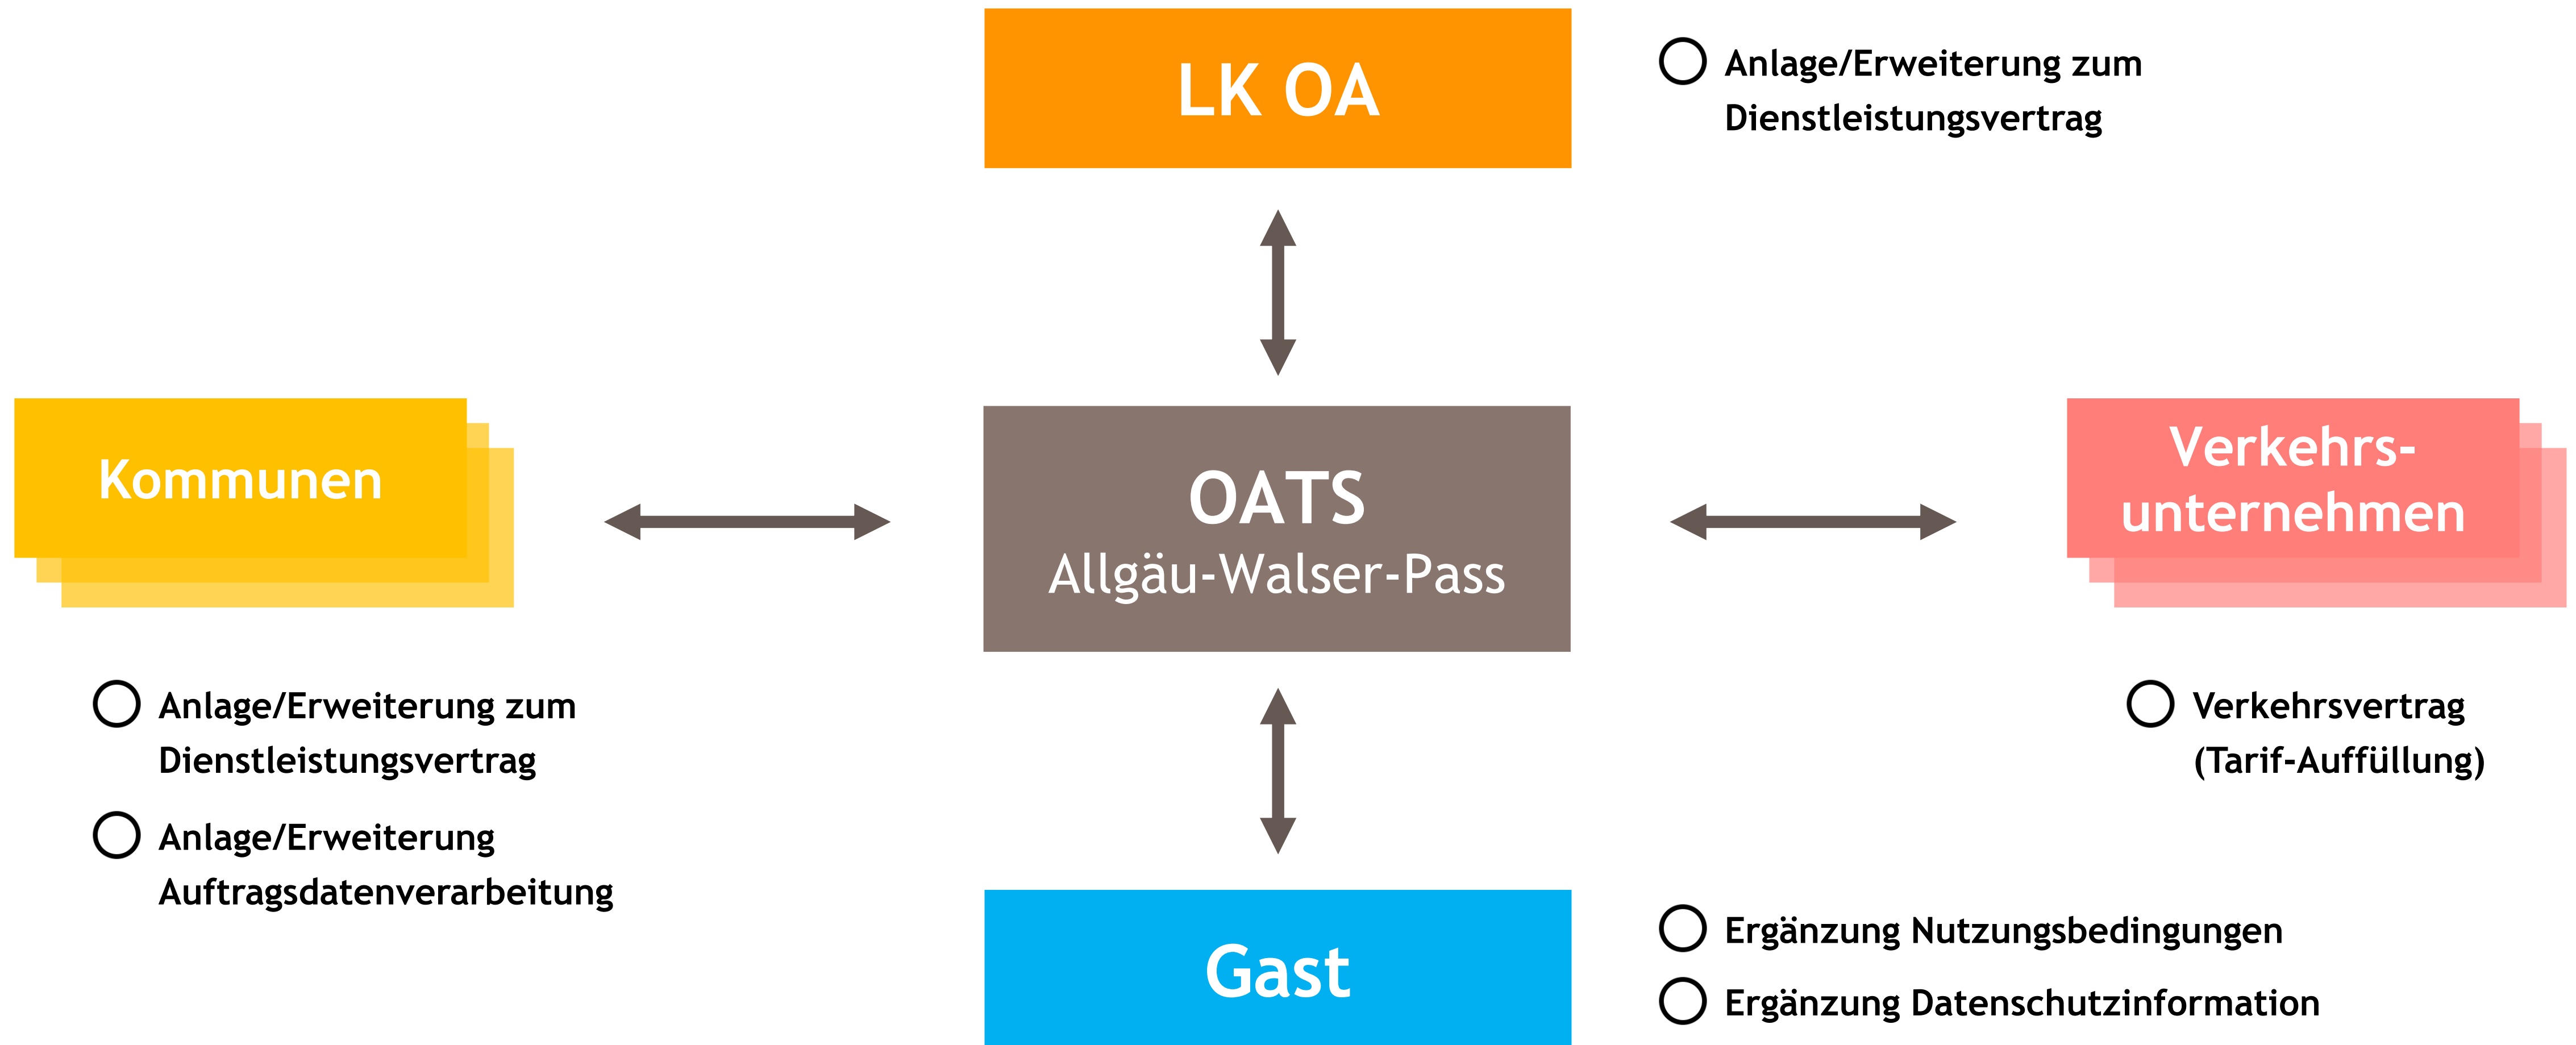 LK OA
Anlage/Erweiterung zum
Dienstleistungsvertrag
Kommunen
Anlage/Erweiterung zum
Dienstleistungsvertrag
Anlage/Erweiterung
Auftragsdatenverarbeitung
OATS
Allgäu-Walser-Pass
Verkehrs-
unternehmen
Verkehrsvertrag
(Tarif-Auffüllung)
Gast
Ergänzung Nutzungsbedingungen
Ergänzung Datenschutzinformation